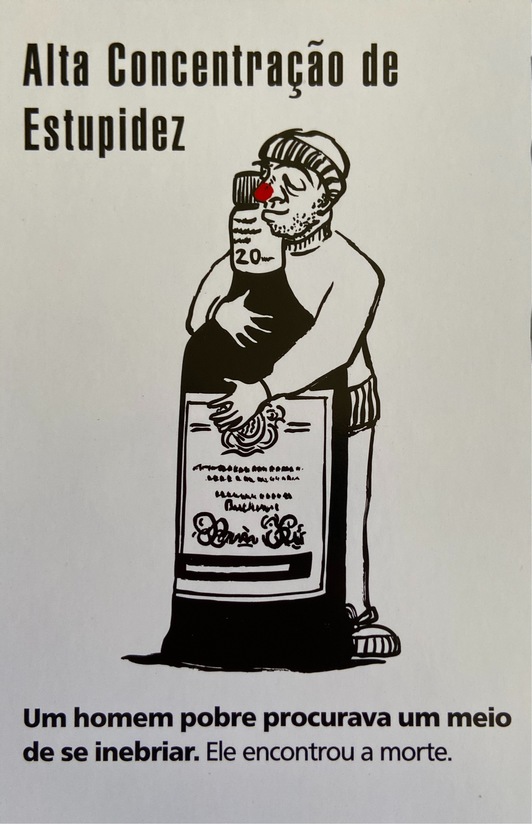 Alta Concentração de
Estupidez
20
Um homem pobre procurava um meio
de se inebriar. Ele encontrou a morte.